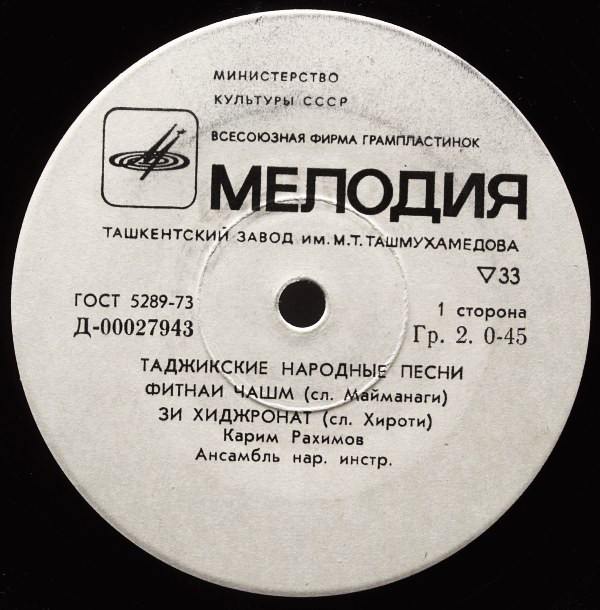 МИНИСТЕРСТВО
КУЛЬТУРЫ СССР
ВСЕСОЮЗНАЯ ФИРМА ГРАМПЛАСТИНОК
МЕЛОДИЯ
ТАШКЕНТСКИЙ ЗАВОД ИМ. М.Т. ТАШМУХАМЕДОВА
▽33
ГОСТ 5289-73
Д-00027943
1 сторона
Гр. 2. 0-45
ТАДЖИКСКИЕ НАРОДНЫЕ ПЕСНИ
ФИТНАИ ЧАШМ (сл. Майманаги)
ЗИ ХИДЖРОНАТ (сл. Хироти)
Карим Рахимов
Ансамбль нар. инстр.